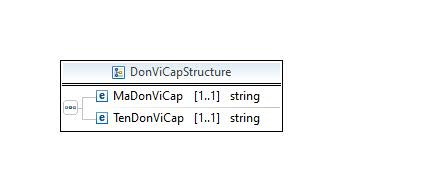 DonViCapStructure
MaDonViCap [1..1] string
TenDonViCap [1..1] string